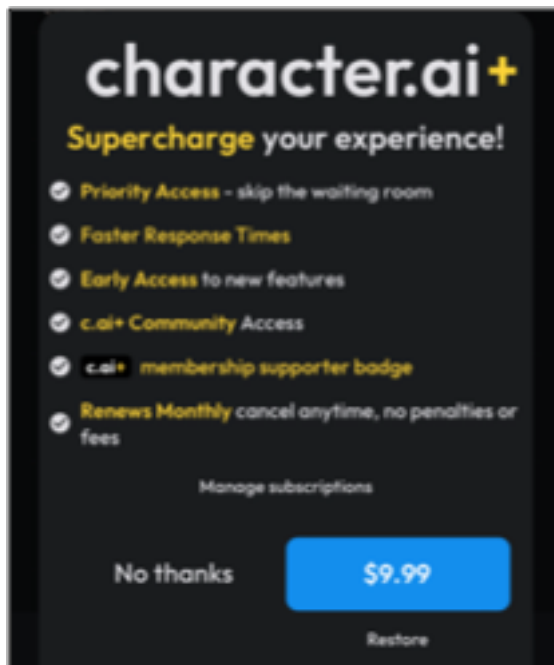 character.ai+
Supercharge your experience!
Priority Access - skip the waiting room
Faster Response Times
Early Access to new features
c.ai+ Community Access
c.ai+ membership supporter badge
Renews Monthly cancel anytime, no penalties or
fees
Manage subscriptions
No thanks
$9.99
Restore